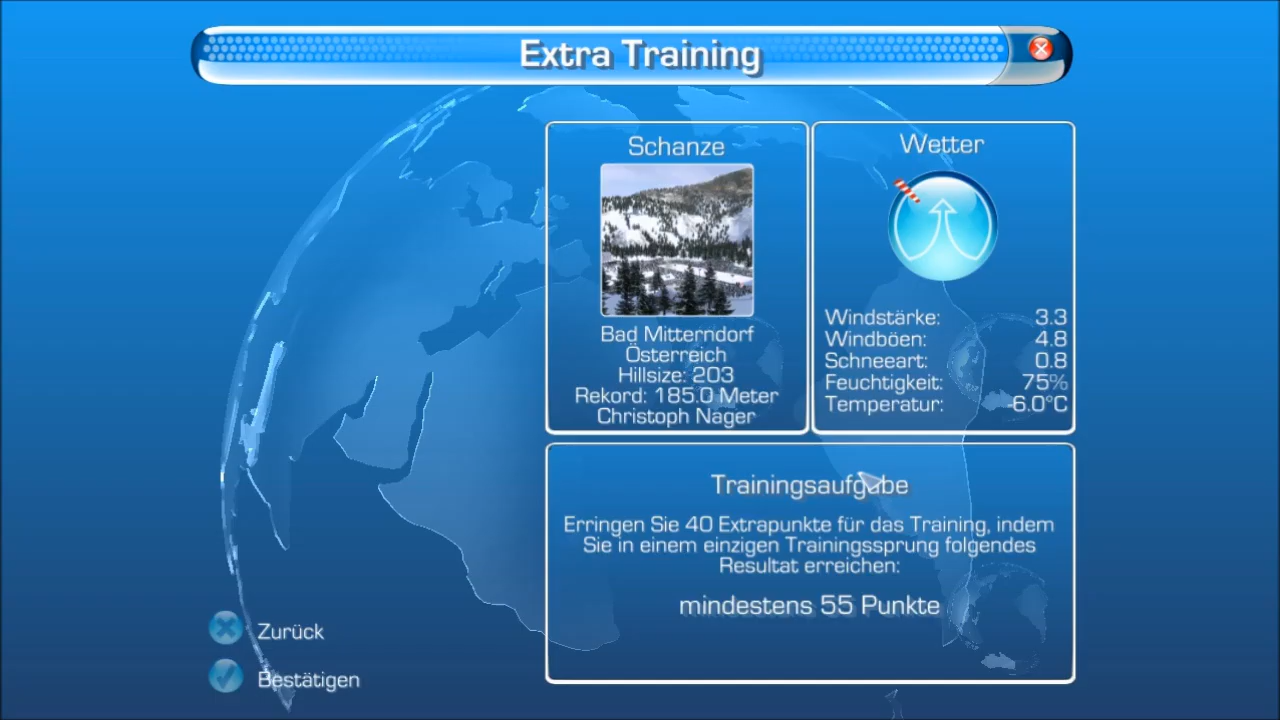 Extra Training
Schanze
Bad Mitterndorf
Österreich
Hillsize: 203
Rekord: 185.0 Meter
Christoph Nager
Wetter
Windstärke: 3.3
Windböen: 4.8
Schneeart: 0.8
Feuchtigkeit: 75%
Temperatur: -6.0°C
Trainingsaufgabe
Erringen Sie 40 Extrapunkte für das Training, indem
Sie in einem einzigen Trainingssprung folgendes
Resultat erreichen:
mindestens 55 Punkte
Zurück
Bestätigen